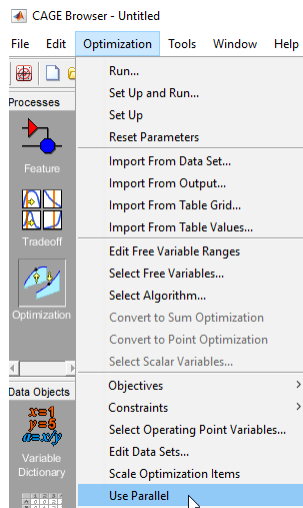 CAGE Browser - Untitled
File Edit Optimization Tools Window Help
Run...
Set Up and Run...
Set Up
Reset Parameters
Import From Data Set...
Import From Output...
Import From Table Grid...
Import From Table Values...
Edit Free Variable Ranges
Select Free Variables...
Select Algorithm...
Convert to Sum Optimization
Convert to Point Optimization
Select Scalar Variables...
Objectives
Constraints
Select Operating Point Variables...
Edit Data Sets...
Scale Optimization Items
Use Parallel
Processes
Feature
Tradeoff
Optimization
Data Objects
x=1
y=5
a=x/y
Variable
Dictionary